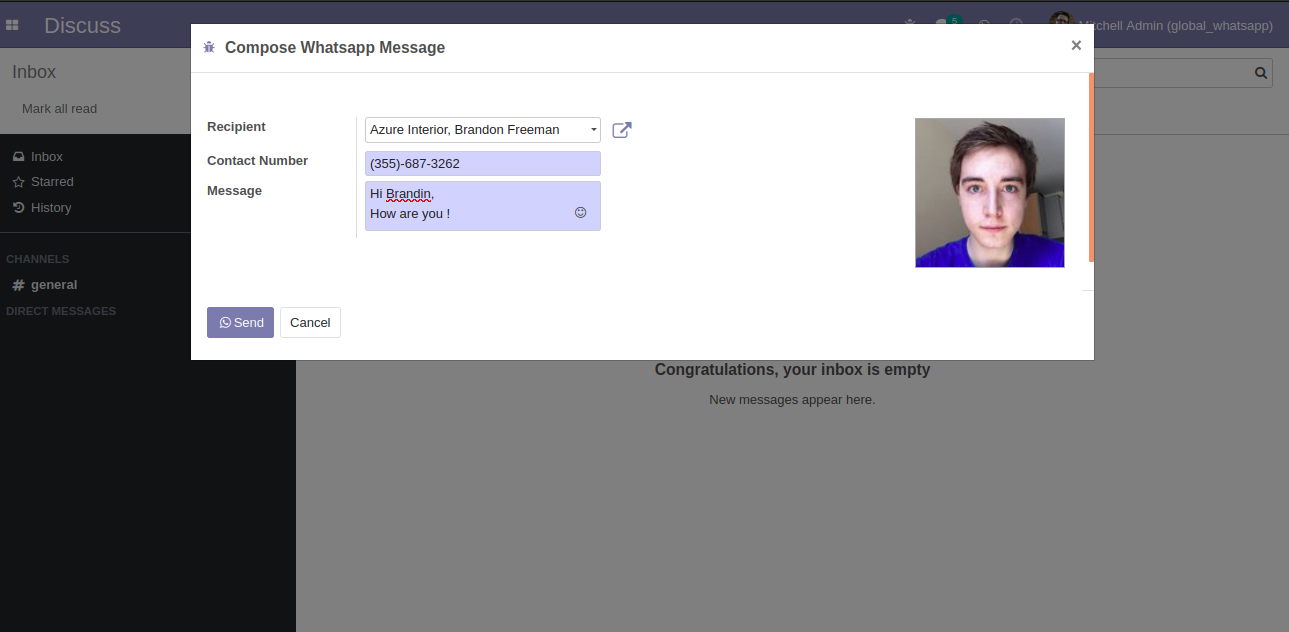 Discuss
5
Mitchell Admin (global_whatsapp)
Compose Whatsapp Message
×
Inbox
Mark all read
Recipient
Azure Interior, Brandon Freeman
Contact Number
(355)-687-3262
Message
Hi Brandin,
How are you !
Inbox
Starred
History
CHANNELS
# general
DIRECT MESSAGES
Send
Cancel
Congratulations, your inbox is empty
New messages appear here.